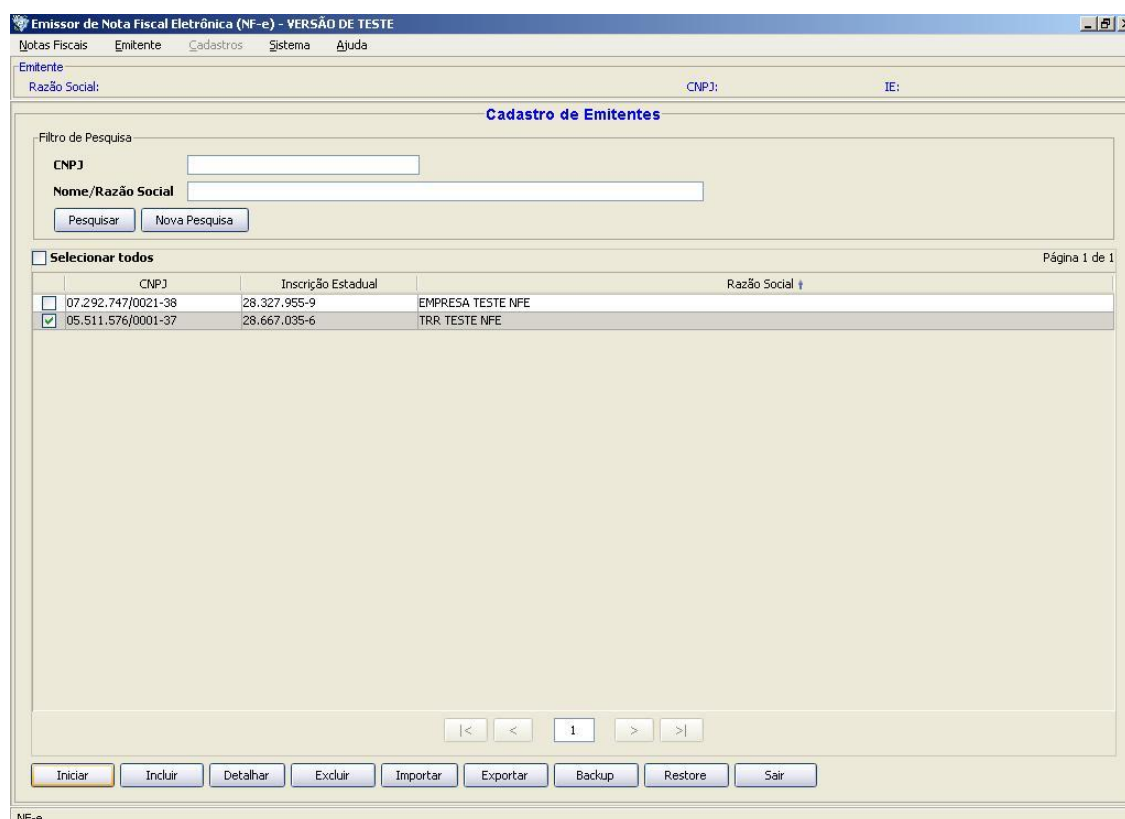 Emissor de Nota Fiscal Eletrônica (NF-e) - VERSÃO DE TESTE
Notas Fiscais Emitente Cadastros Sistema Ajuda
Emitente
Razão Social: CNPJ: IE:
Cadastro de Emitentes
Filtro de Pesquisa
CNPJ
Nome/Razão Social
Pesquisar Nova Pesquisa
Selecionar todos Página 1 de 1
CNPJ Inscrição Estadual Razão Social
07.292.747/0021-38 28.327.955-9 EMPRESA TESTE NFE
05.511.576/0001-37 28.667.035-6 TRR TESTE NFE
|< < 1 > >|
Iniciar Incluir Detalhar Excluir Importar Exportar Backup Restore Sair
NF-e